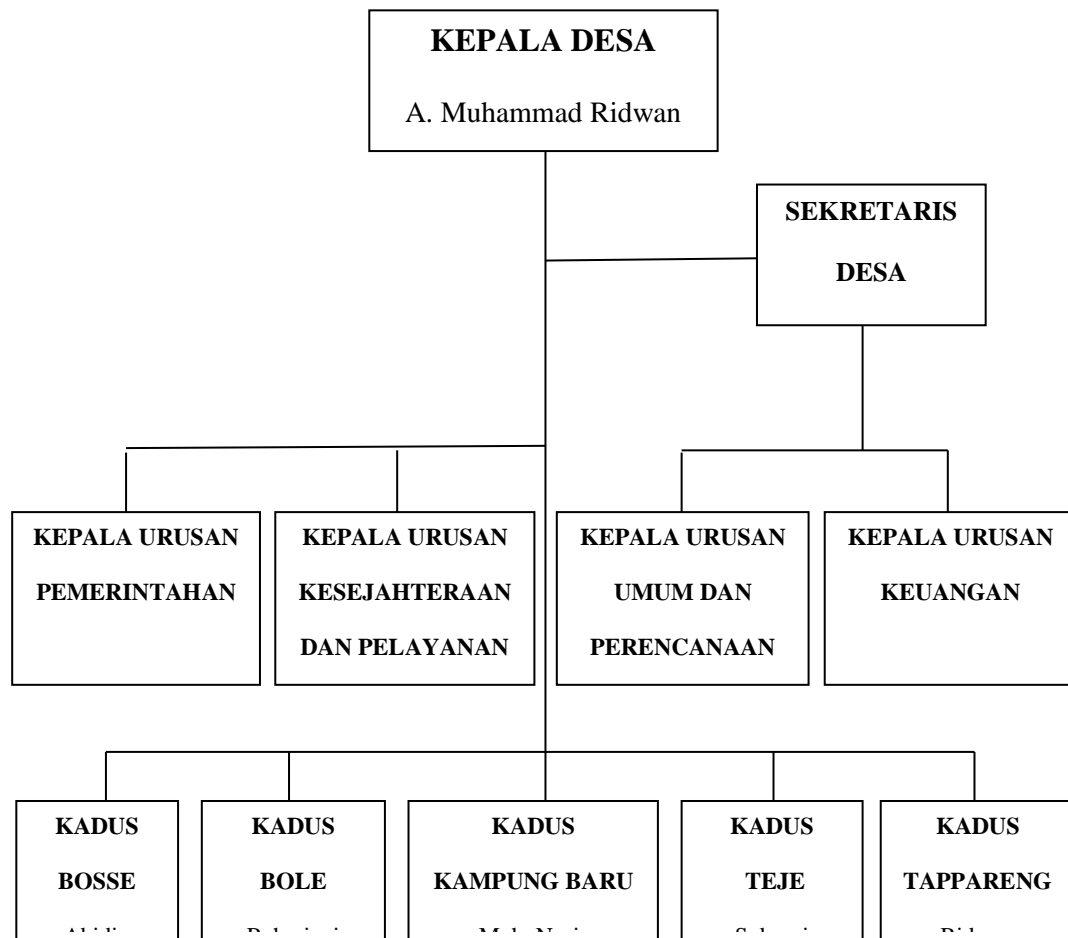 KEPALA DESA
A. Muhammad Ridwan
SEKRETARIS
DESA
KEPALA URUSAN
PEMERINTAHAN
KEPALA URUSAN
KESEJAHTERAAN
DAN PELAYANAN
KEPALA URUSAN
UMUM DAN
PERENCANAAN
KEPALA URUSAN
KEUANGAN
KADUS
BOSSE
KADUS
BOLE
KADUS
KAMPUNG BARU
KADUS
TEJE
KADUS
TAPPARENG